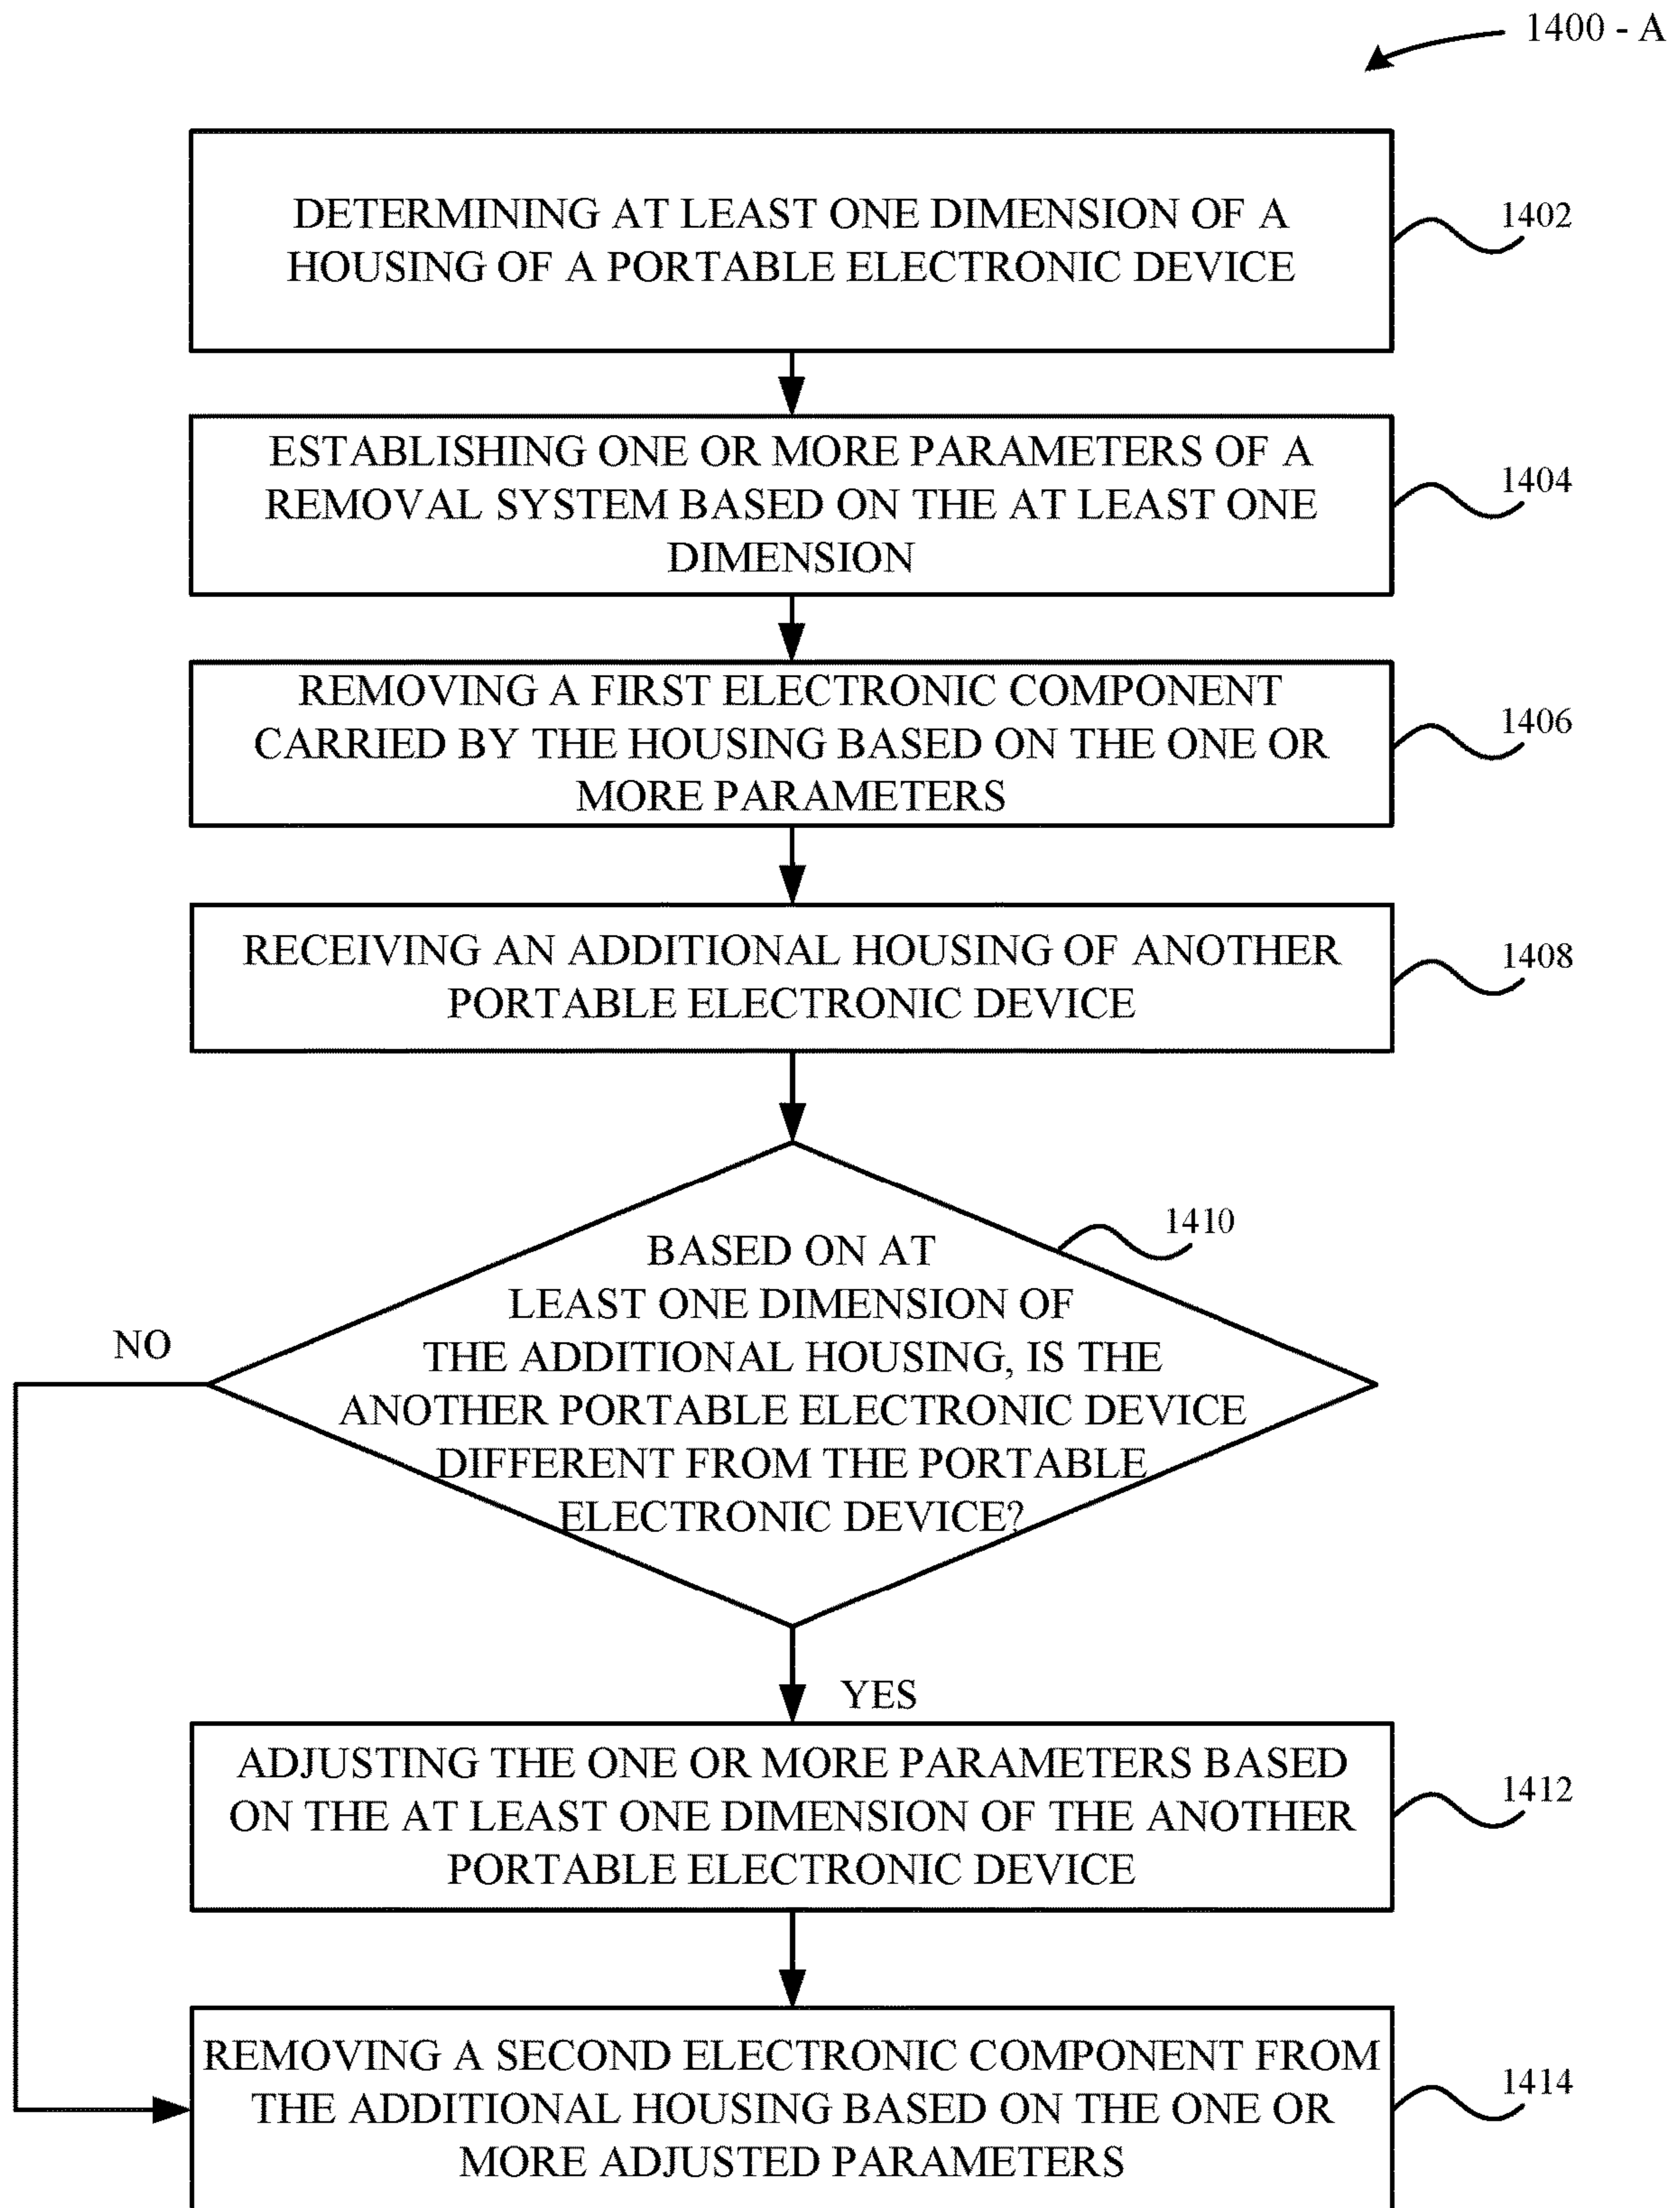 1400 - A
DETERMINING AT LEAST ONE DIMENSION OF A
HOUSING OF A PORTABLE ELECTRONIC DEVICE
1402
ESTABLISHING ONE OR MORE PARAMETERS OF A
REMOVAL SYSTEM BASED ON THE AT LEAST ONE
DIMENSION
1404
REMOVING A FIRST ELECTRONIC COMPONENT
CARRIED BY THE HOUSING BASED ON THE ONE OR
MORE PARAMETERS
1406
RECEIVING AN ADDITIONAL HOUSING OF ANOTHER
PORTABLE ELECTRONIC DEVICE
1408
1410
BASED ON AT
LEAST ONE DIMENSION OF
THE ADDITIONAL HOUSING, IS THE
ANOTHER PORTABLE ELECTRONIC DEVICE
DIFFERENT FROM THE PORTABLE
ELECTRONIC DEVICE?
NO
YES
ADJUSTING THE ONE OR MORE PARAMETERS BASED
ON THE AT LEAST ONE DIMENSION OF THE ANOTHER
PORTABLE ELECTRONIC DEVICE
1412
REMOVING A SECOND ELECTRONIC COMPONENT FROM
THE ADDITIONAL HOUSING BASED ON THE ONE OR
MORE ADJUSTED PARAMETERS
1414